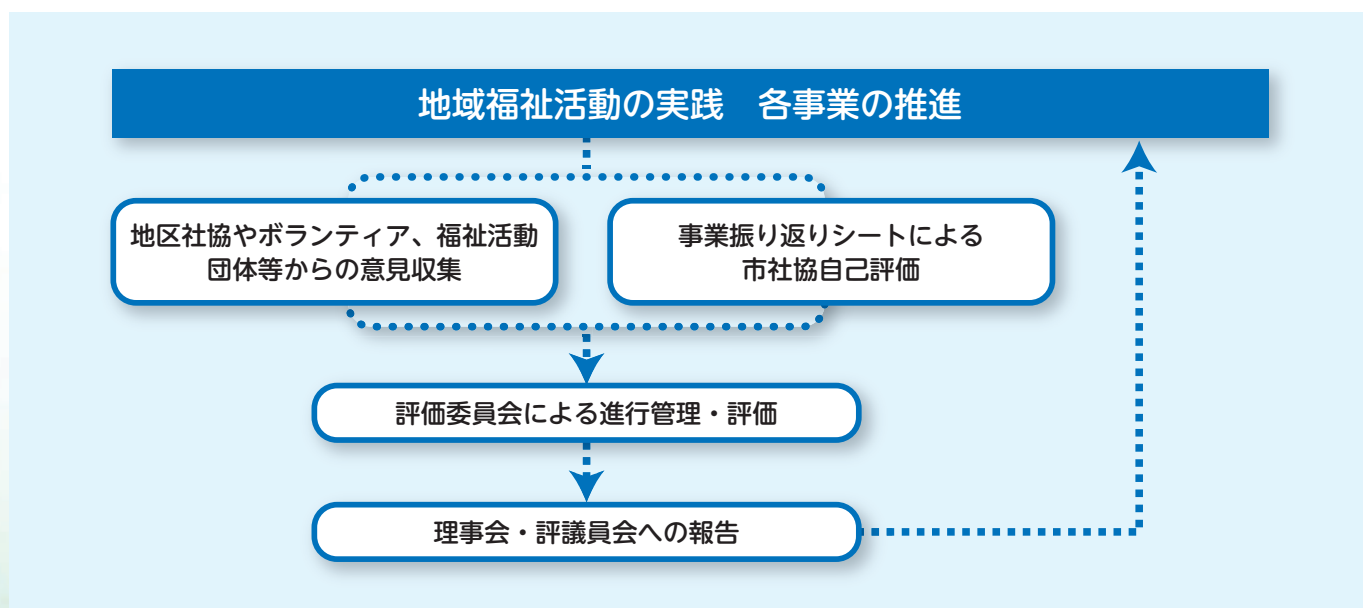 地域福祉活動の実践　各事業の推進
地区社協やボランティア、福祉活動
団体等からの意見収集
事業振り返りシートによる
市社協自己評価
評価委員会による進行管理・評価
理事会・評議員会への報告